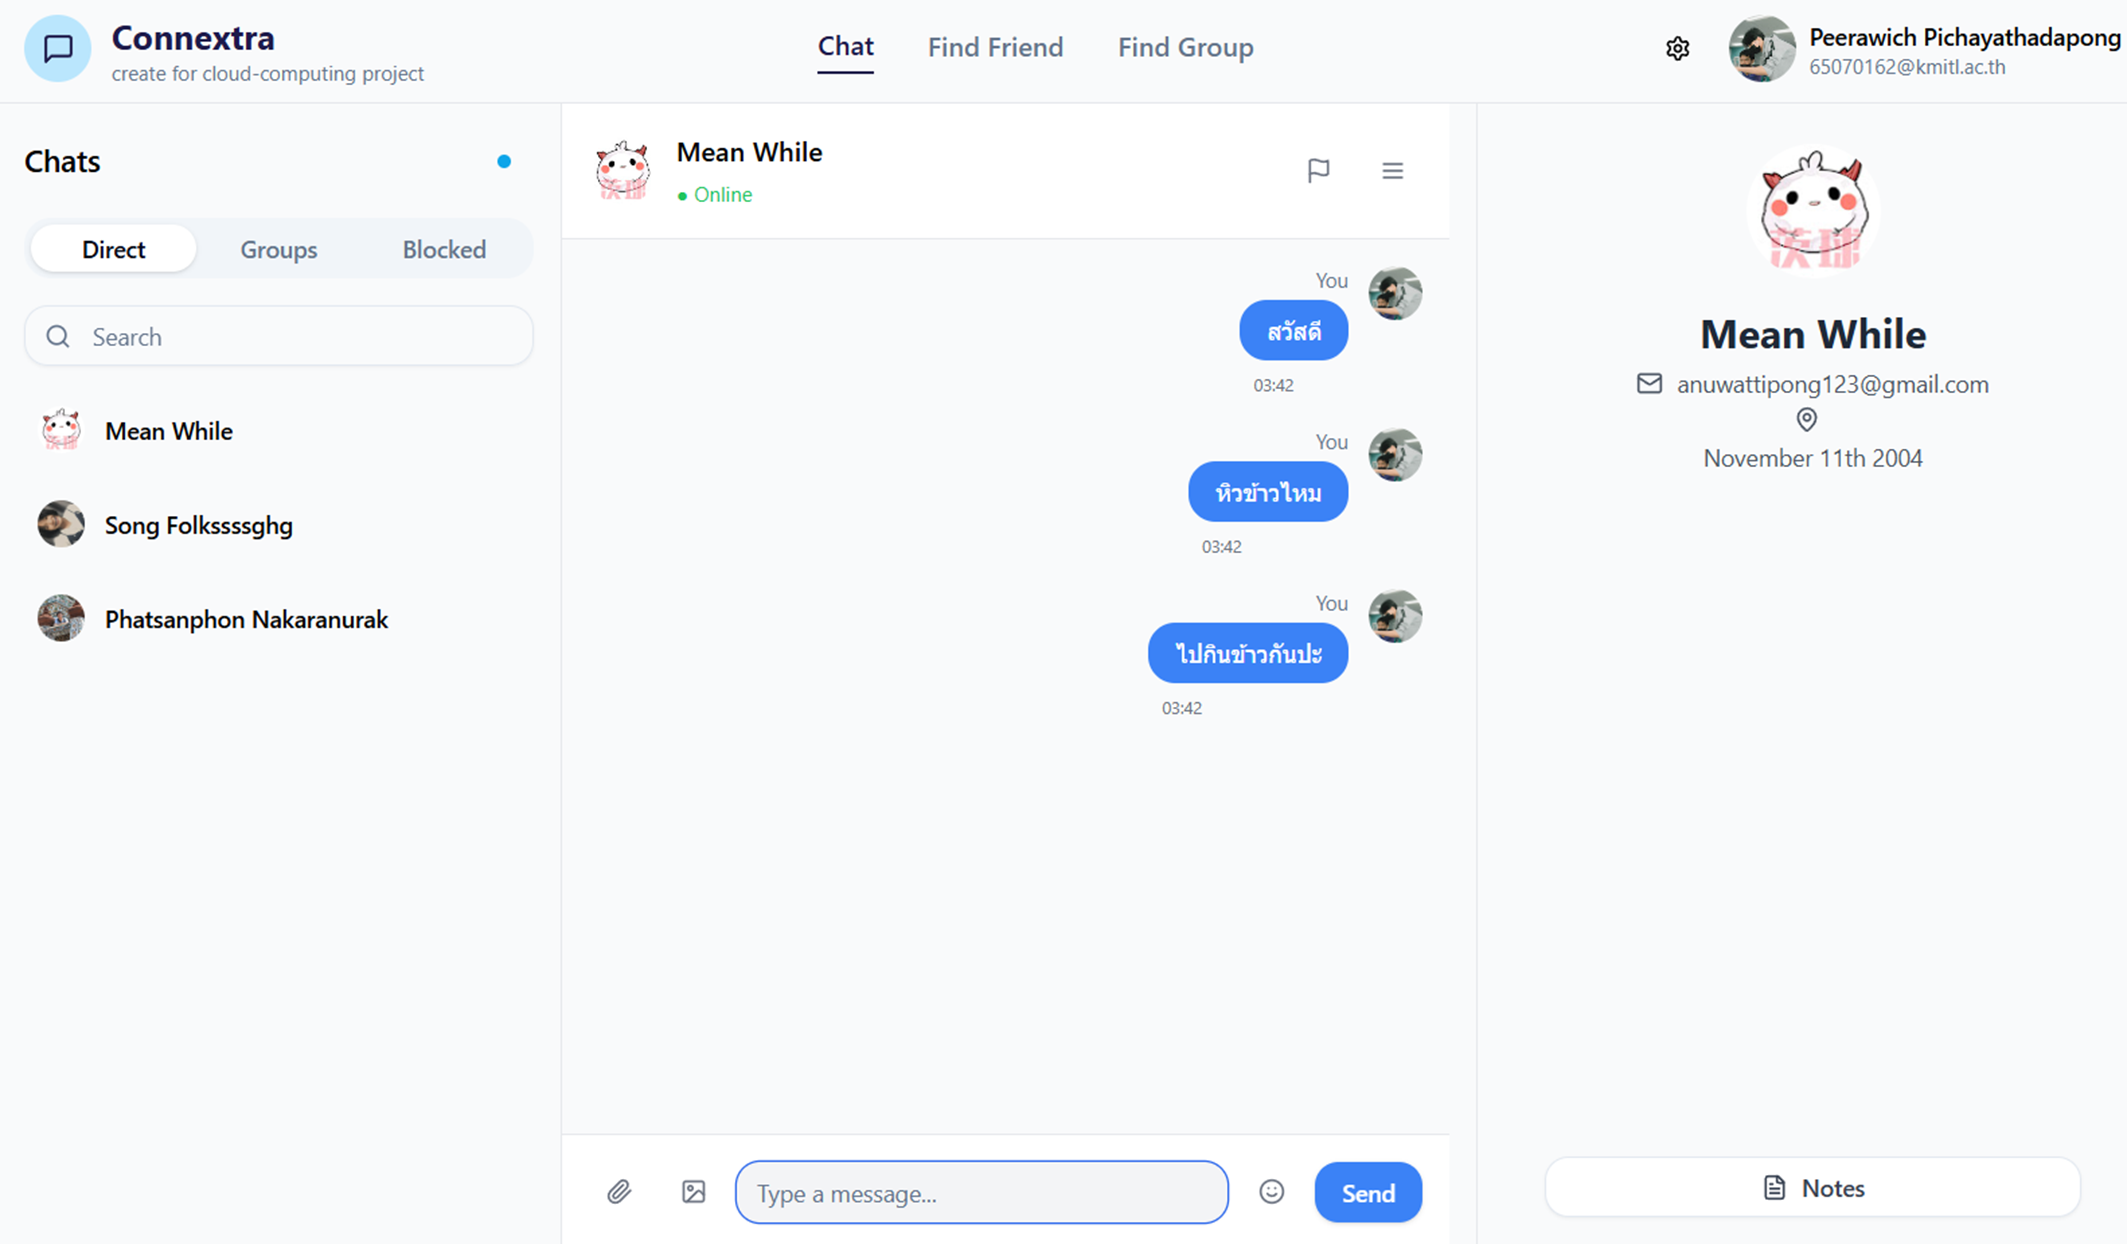 Connextra
create for cloud-computing project
Chat
Find Friend
Find Group
Peerawich Pichayathadapong
65070162@kmitl.ac.th
Chats
Direct
Groups
Blocked
Search
Mean While
Song Folkssssghg
Phatsanphon Nakaranurak
Mean While
Online
You
สวัสดี
03:42
You
หิวข้าวไหม
03:42
You
ไปกินข้าวกันปะ
03:42
Type a message...
Send
茨球
Mean While
anuwattipong123@gmail.com
November 11th 2004
Notes